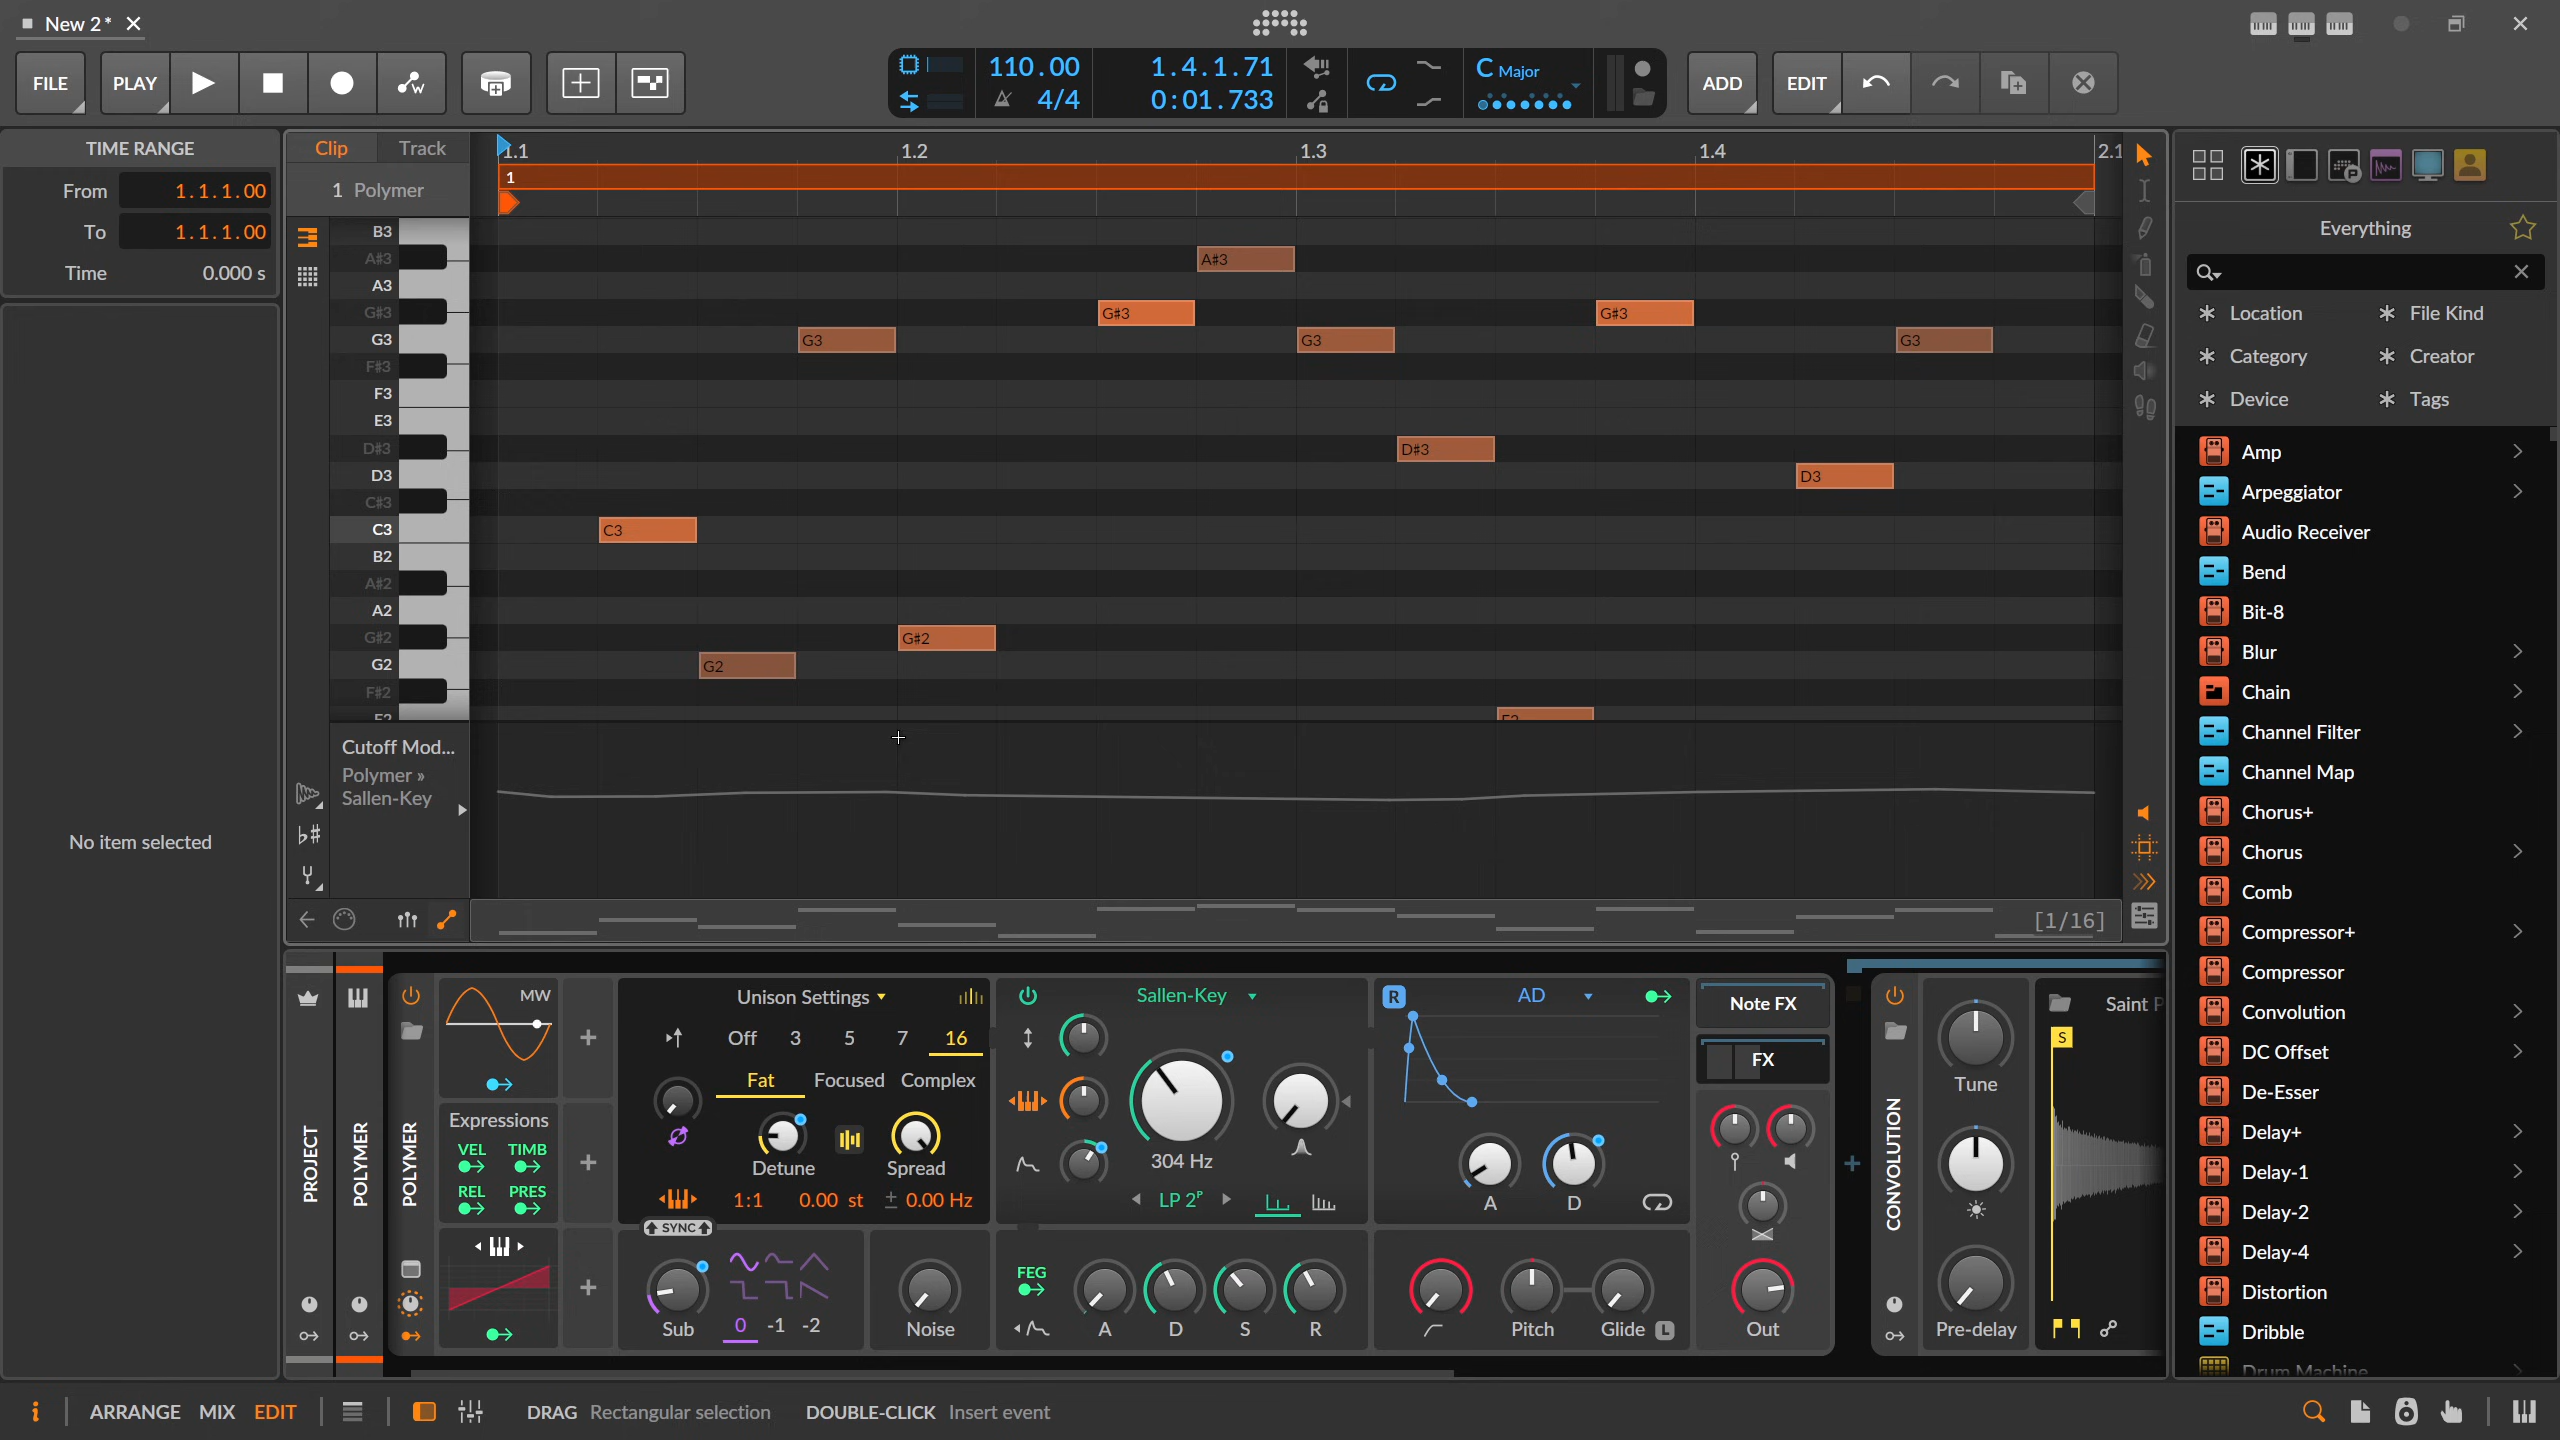 New 2*
FILE
PLAY
110.00
4/4
1.4.1.71
0:01.733
C Major
ADD
EDIT
TIME RANGE
From 1.1.1.00
To 1.1.1.00
Time 0.000 s
No item selected
Clip Track
1 Polymer
1.1 1.2 1.3 1.4 2.1
1
B3
A#3
A3
G#3
G3
F#3
F3
E3
D#3
D3
C#3
C3
B2
A#2
A2
G#2
G2
F#2
A#3
G#3 G#3
G3 G3 G3
D#3
D3
C3
G#2
G2
Cutoff Mod...
Polymer »
Sallen-Key
[1/16]
PROJECT
POLYMER
POLYMER
MW
Expressions
VEL TIMB
REL PRES
Unison Settings
Off 3 5 7 16
Fat Focused Complex
Detune Spread
1:1 0.00 st ± 0.00 Hz
SYNC
Sub
0 -1 -2
Noise
Sallen-Key
304 Hz
LP 2P
FEG
A D S R
R
AD
A D
Pitch Glide L
Note FX
FX
Out
CONVOLUTION
Tune
Pre-delay
Saint P
S
Everything
Location File Kind
Category Creator
Device Tags
Amp
Arpeggiator
Audio Receiver
Bend
Bit-8
Blur
Chain
Channel Filter
Channel Map
Chorus+
Chorus
Comb
Compressor+
Compressor
Convolution
DC Offset
De-Esser
Delay+
Delay-1
Delay-2
Delay-4
Distortion
Dribble
Drum Machine
ARRANGE MIX EDIT
DRAG Rectangular selection DOUBLE-CLICK Insert event